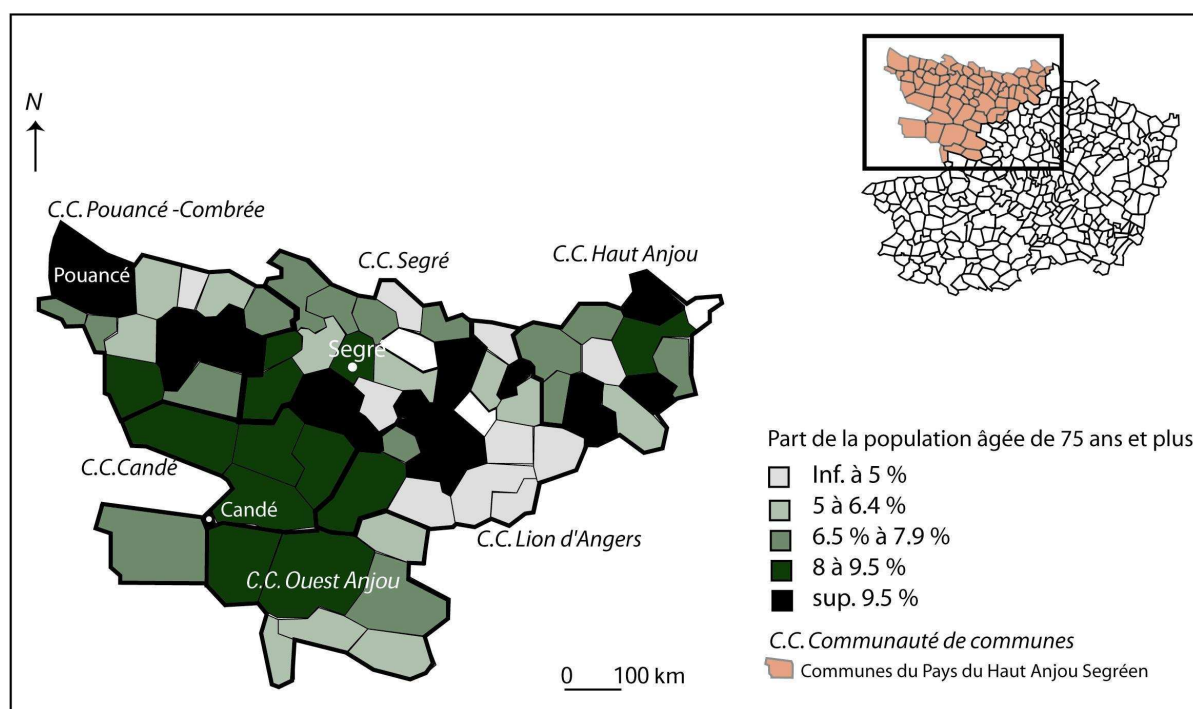 N
C.C. Pouancé -Combrée
C.C. Segré
C.C. Haut Anjou
Pouancé
Segré
C.C.Candé
Candé
C.C. Lion d'Angers
C.C. Ouest Anjou
0 100 km
Part de la population âgée de 75 ans et plus
Inf. à 5 %
5 à 6.4 %
6.5 % à 7.9 %
8 à 9.5 %
sup. 9.5 %
C.C. Communauté de communes
Communes du Pays du Haut Anjou Segréen